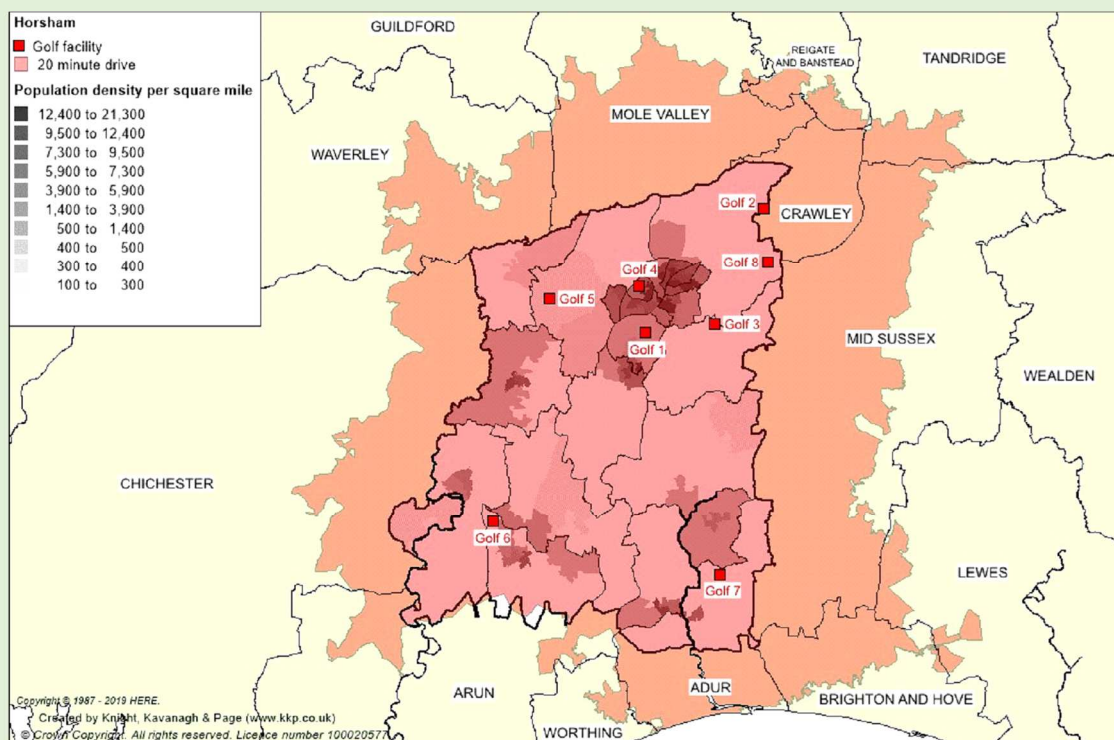 Horsham
Golf facility
20 minute drive
Population density per square mile
12,400 to 21,300
9,500 to 12,400
7,300 to 9,500
5,900 to 7,300
3,900 to 5,900
1,400 to 3,900
500 to 1,400
400 to 500
300 to 400
100 to 300
GUILDFORD
REIGATE
AND BANSTEAD
TANDRIDGE
MOLE VALLEY
WAVERLEY
Golf 2
CRAWLEY
Golf 8
Golf 4
Golf 5
Golf 3
Golf 1
MID SUSSEX
WEALDEN
CHICHESTER
Golf 6
Golf 7
LEWES
ARUN
ADUR
BRIGHTON AND HOVE
WORTHING
Copyright © 1987 - 2019 HERE.
Created by Knight, Kavanagh & Page (www.kkp.co.uk)
© Crown Copyright. All rights reserved. Licence number 100020577